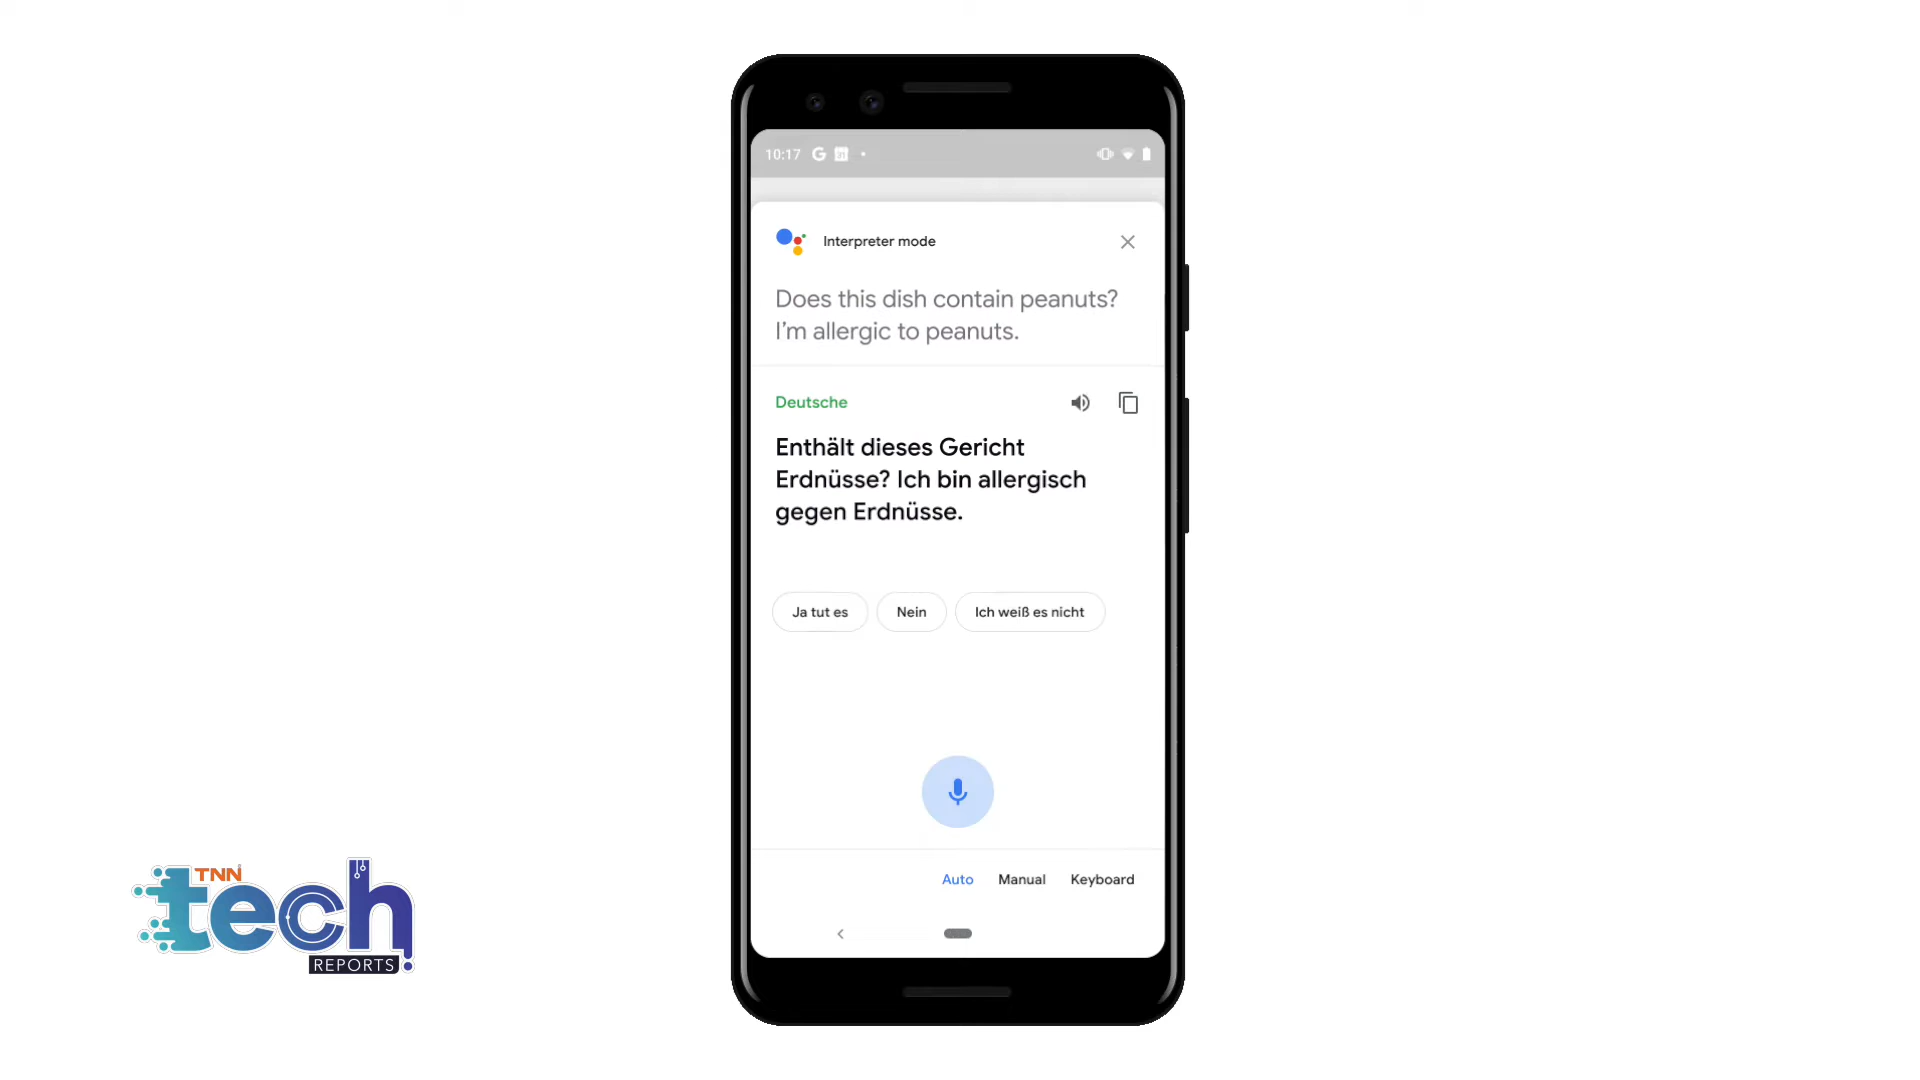 10:17
31
Interpreter mode
Does this dish contain peanuts?
I'm allergic to peanuts.
Deutsche
Enthält dieses Gericht
Erdnüsse? Ich bin allergisch
gegen Erdnüsse.
Ja tut es
Nein
Ich weiß es nicht
Auto
Manual
Keyboard
TNN
tech
REPORTS